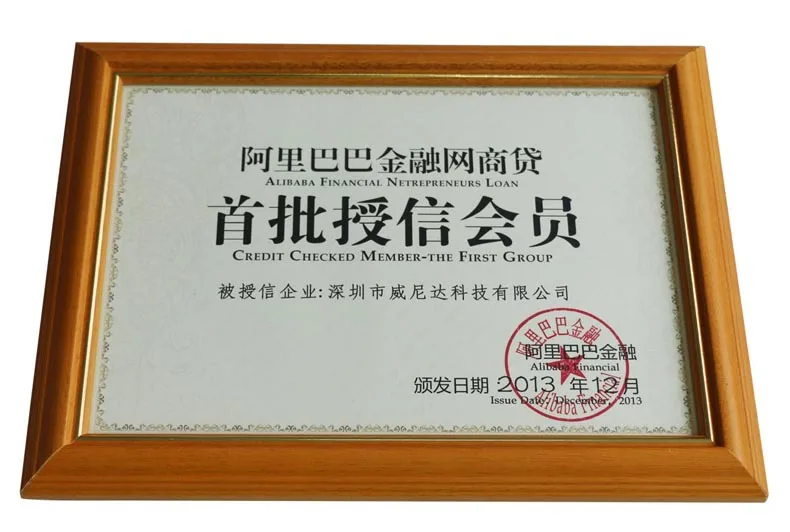 阿里巴巴金融网商贷
ALIBABA FINANCIAL NETREPRENEURS LOAN
首批授信会员
CREDIT CHECKED MEMBER-THE FIRST GROUP
被授信企业:深圳市威尼达科技有限公司
阿里巴巴金融
阿里巴巴金融
Alibaba Financial
颁发日期 2013 年12月
Issue Date: December, 2013
Alibaba Financial